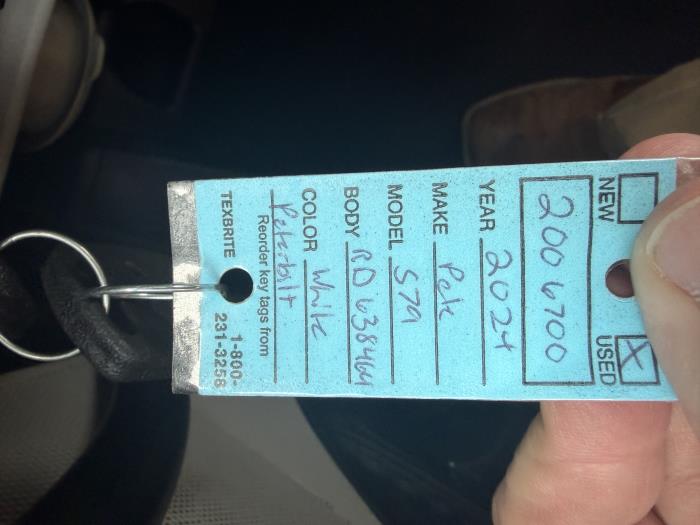 NEW USED X
2006700
YEAR 2024
MAKE Pete
MODEL 579
BODY RD638464
COLOR White
Peterbilt
Reorder key tags from
TEXBRITE 1-800-
231-3258